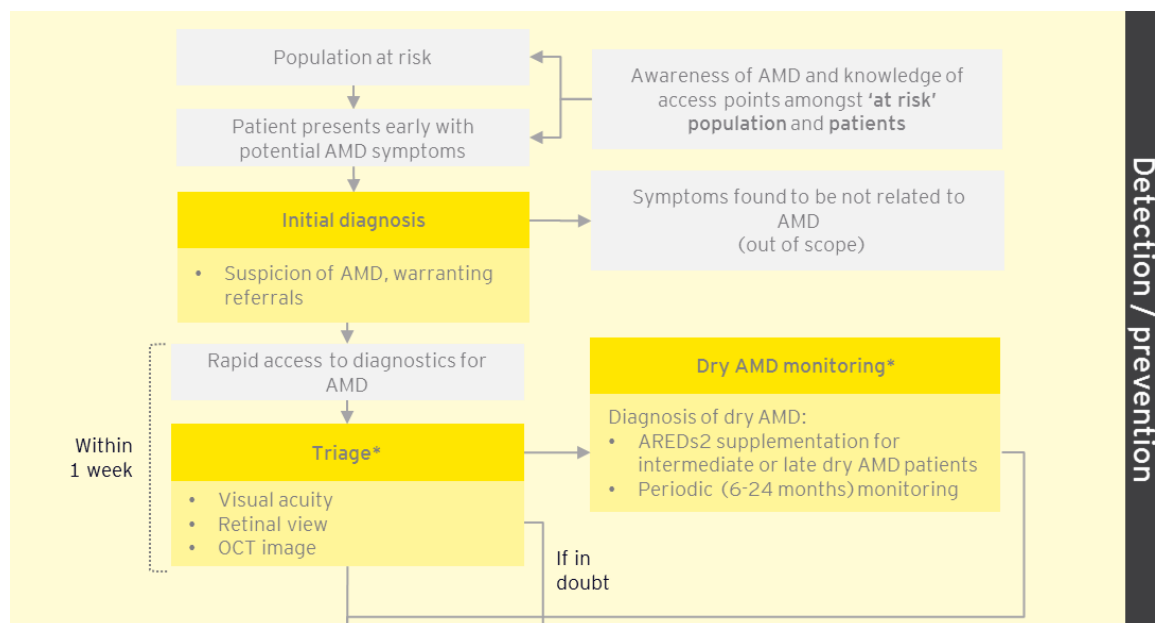 Population at risk
Awareness of AMD and knowledge of
access points amongst ‘at risk’
population and patients
Patient presents early with
potential AMD symptoms
Initial diagnosis
• Suspicion of AMD, warranting
referrals
Symptoms found to be not related to
AMD
(out of scope)
Within
1 week
Rapid access to diagnostics for
AMD
Triage*
• Visual acuity
• Retinal view
• OCT image
Dry AMD monitoring*
Diagnosis of dry AMD:
• AREDs2 supplementation for
intermediate or late dry AMD patients
• Periodic (6-24 months) monitoring
If in
doubt
Detection / prevention